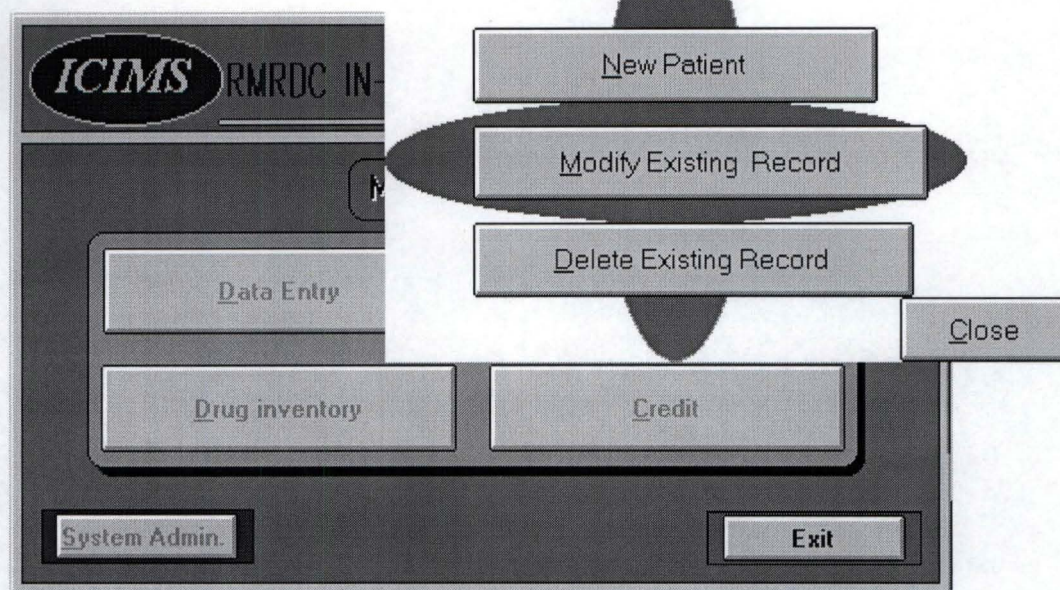 ICIMS RMRDC IN-
New Patient
Modify Existing Record
Delete Existing Record
Close
Data Entry
Drug inventory
Credit
System Admin.
Exit